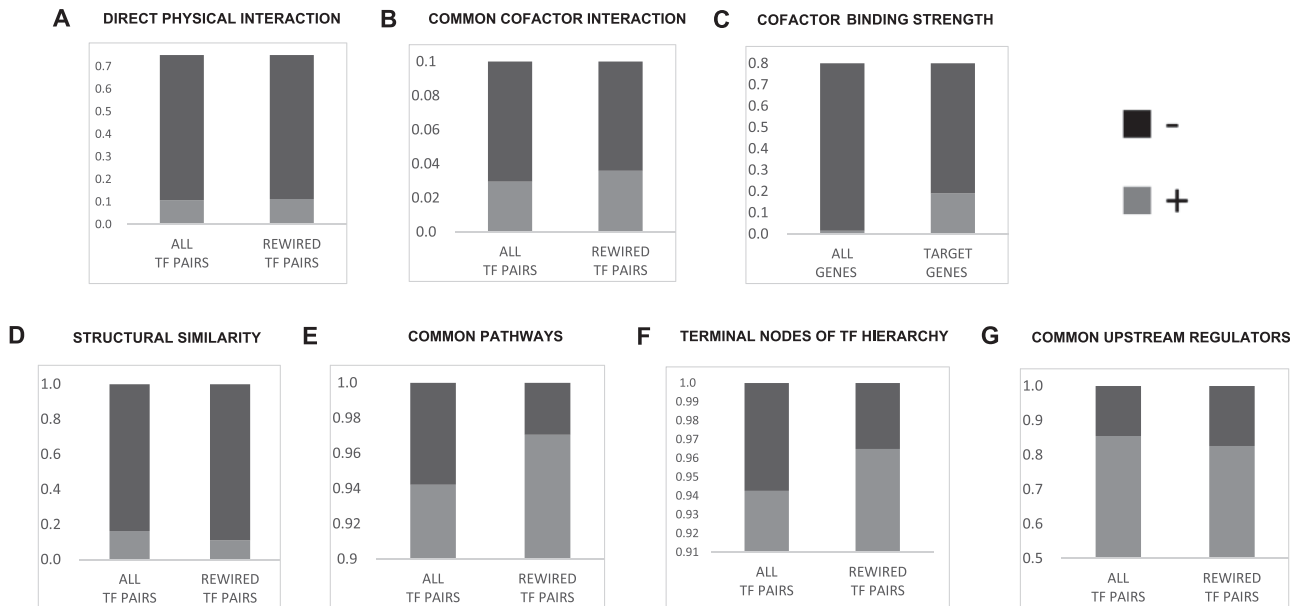 A DIRECT PHYSICAL INTERACTION
0.7
0.6
0.5
0.4
0.3
0.2
0.1
0.0
ALL
TF PAIRS
REWIRED
TF PAIRS
B COMMON COFACTOR INTERACTION
0.1
0.08
0.06
0.04
0.02
0.0
ALL
TF PAIRS
REWIRED
TF PAIRS
C COFACTOR BINDING STRENGTH
0.8
0.7
0.6
0.5
0.4
0.3
0.2
0.1
0.0
ALL
GENES
TARGET
GENES
-
+
D STRUCTURAL SIMILARITY
1.0
0.8
0.6
0.4
0.2
0.0
ALL
TF PAIRS
REWIRED
TF PAIRS
E COMMON PATHWAYS
1.0
0.98
0.96
0.94
0.92
0.9
ALL
TF PAIRS
REWIRED
TF PAIRS
F TERMINAL NODES OF TF HIERARCHY
1.0
0.99
0.98
0.97
0.96
0.95
0.94
0.93
0.92
0.91
ALL
TF PAIRS
REWIRED
TF PAIRS
G COMMON UPSTREAM REGULATORS
1.0
0.9
0.8
0.7
0.6
0.5
ALL
TF PAIRS
REWIRED
TF PAIRS